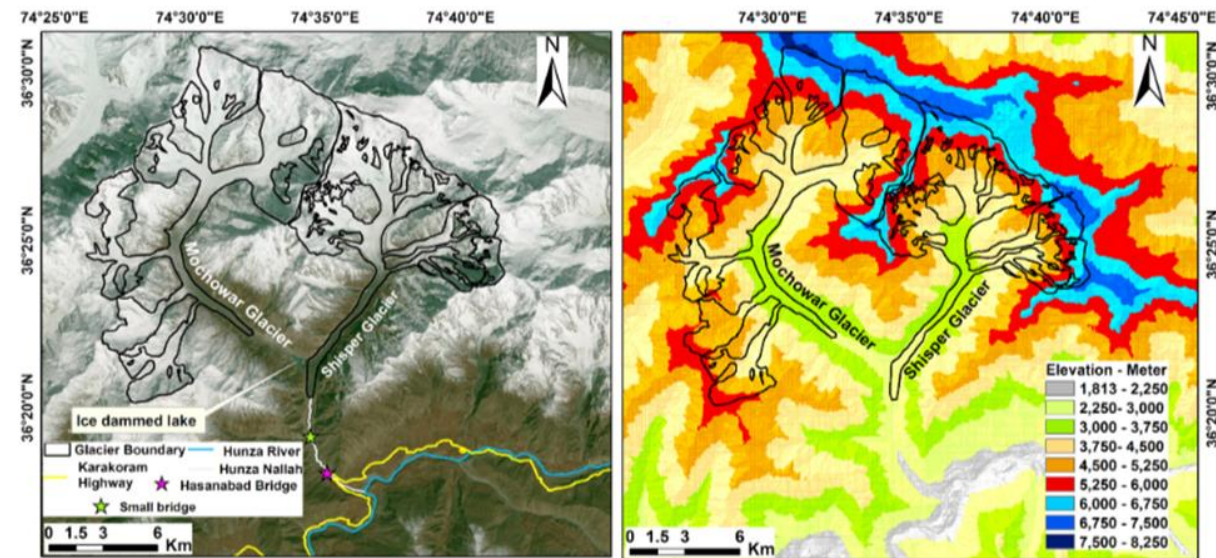 74°25'0"E 74°30'0"E 74°35'0"E 74°40'0"E
36°30'0"N
36°25'0"N
36°20'0"N
N
Mochowar Glacier
Shisper Glacier
Ice dammed lake
Glacier Boundary
Hunza River
Karakoram
Highway
Hunza Nallah
Hasanabad Bridge
Small bridge
0 1.5 3 6
Km
74°30'0"E 74°35'0"E 74°40'0"E 74°45'0"E
N
36°30'0"N
36°25'0"N
36°20'0"N
Mochowar Glacier
Shisper Glacier
Elevation - Meter
1,813 - 2,250
2,250 - 3,000
3,000 - 3,750
3,750 - 4,500
4,500 - 5,250
5,250 - 6,000
6,000 - 6,750
6,750 - 7,500
7,500 - 8,250
0 1.5 3 6
Km